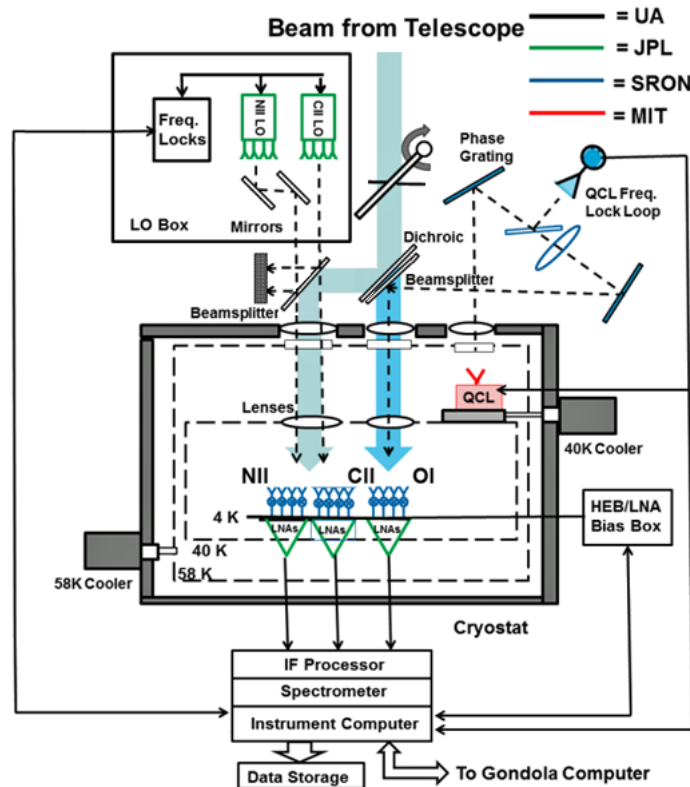 Beam from Telescope
= UA
= JPL
= SRON
= MIT
Freq.
Locks
NII LO
CII LO
LO Box
Mirrors
Phase
Grating
QCL Freq.
Lock Loop
Dichroic
Beamsplitter
Beamsplitter
Lenses
QCL
40K Cooler
NII
CII
OI
4 K
LNAs
LNAs
LNAs
HEB/LNA
Bias Box
40 K
58 K
58K Cooler
Cryostat
IF Processor
Spectrometer
Instrument Computer
Data Storage
To Gondola Computer